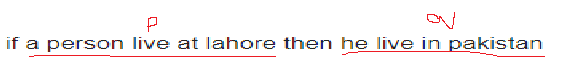 P q
if a person live at lahore then he live in pakistan